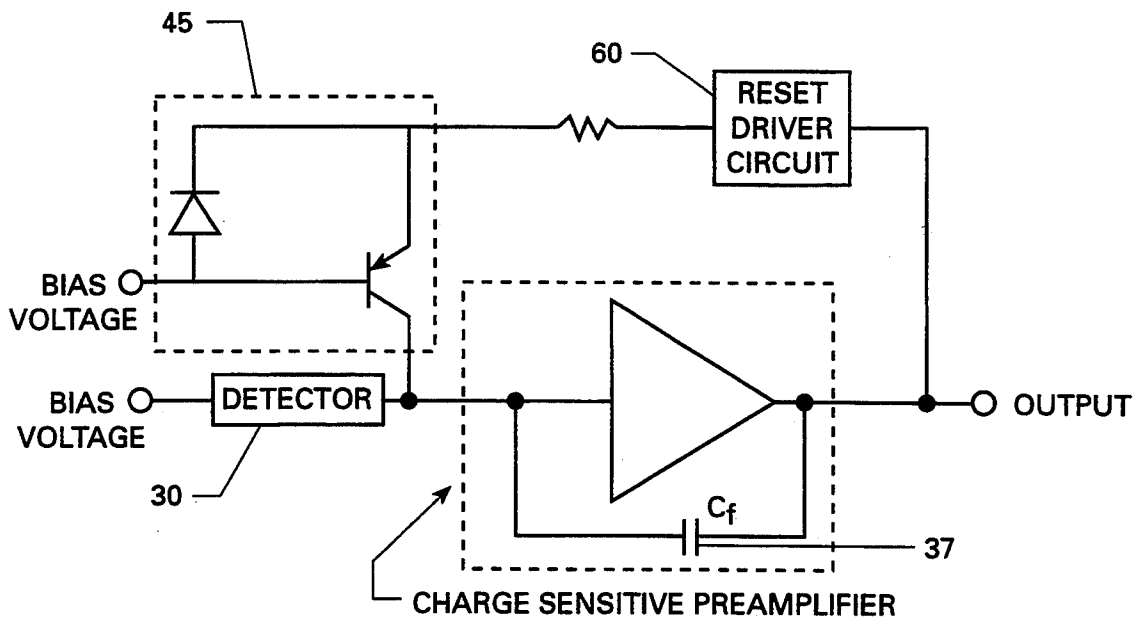 45
60
RESET
DRIVER
CIRCUIT
BIAS
VOLTAGE
BIAS
VOLTAGE
DETECTOR
OUTPUT
30
Cf
37
CHARGE SENSITIVE PREAMPLIFIER